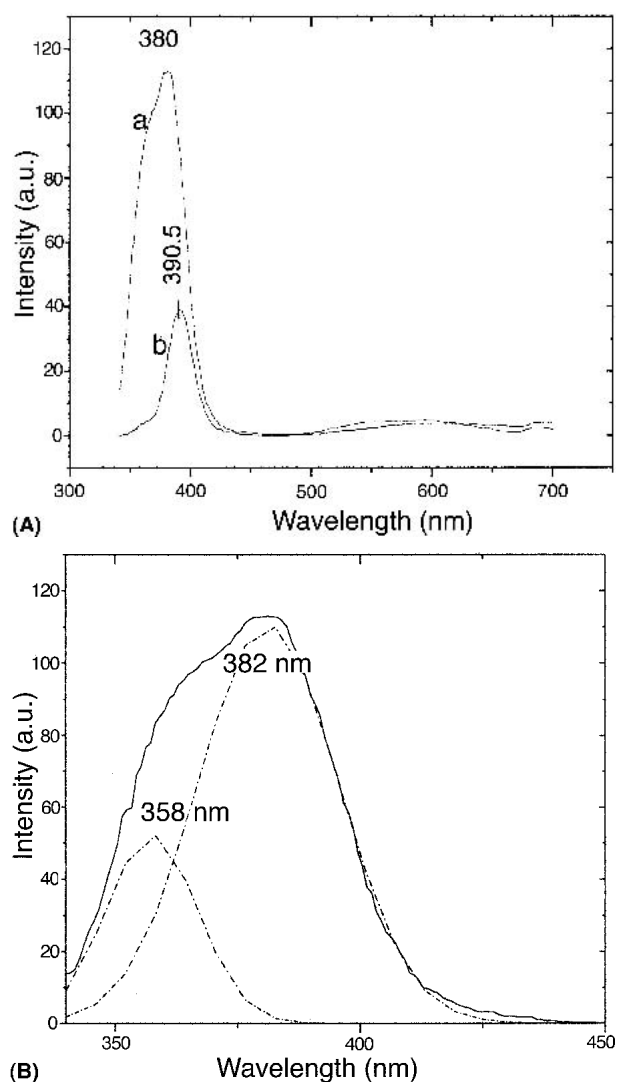 120
380
100
a
80
60
390.5
40
b
20
0
Intensity (a.u.)
300 400 500 600 700
Wavelength (nm)
(A)
120
100
382 nm
80
60
358 nm
40
20
0
Intensity (a.u.)
350 400 450
Wavelength (nm)
(B)